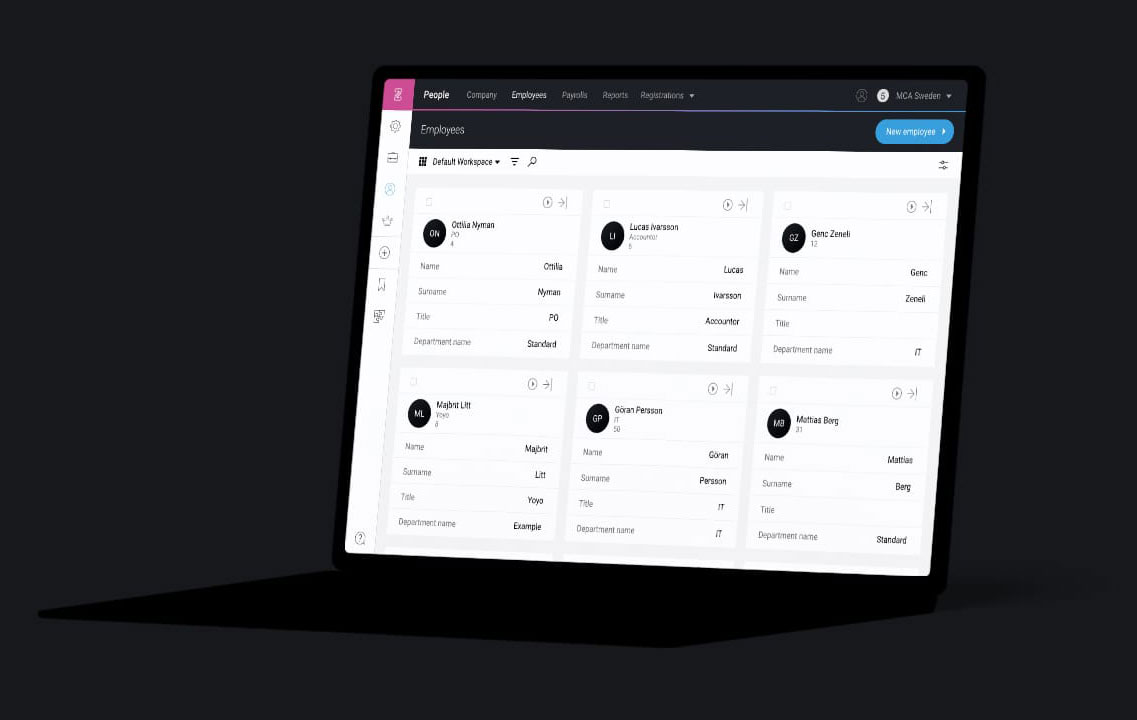 People Company Employees Payrolls Reports Registrations 5 MCA Sweden
Employees New employee
Default Workspace
ON Ottilia Nyman
PO
4
Name Ottilia
Surname Nyman
Title PO
Department name Standard
LI Lucas Ivarsson
Accountor
6
Name Lucas
Surname Ivarsson
Title Accountor
Department name Standard
GZ Genc Zeneli
12
Name Genc
Surname Zeneli
Title
Department name IT
ML Majbrit Litt
Yoyo
8
Name Majbrit
Surname Litt
Title Yoyo
Department name Example
GP Göran Persson
IT
50
Name Göran
Surname Persson
Title IT
Department name IT
MB Mattias Berg
31
Name Mattias
Surname Berg
Title
Department name Standard